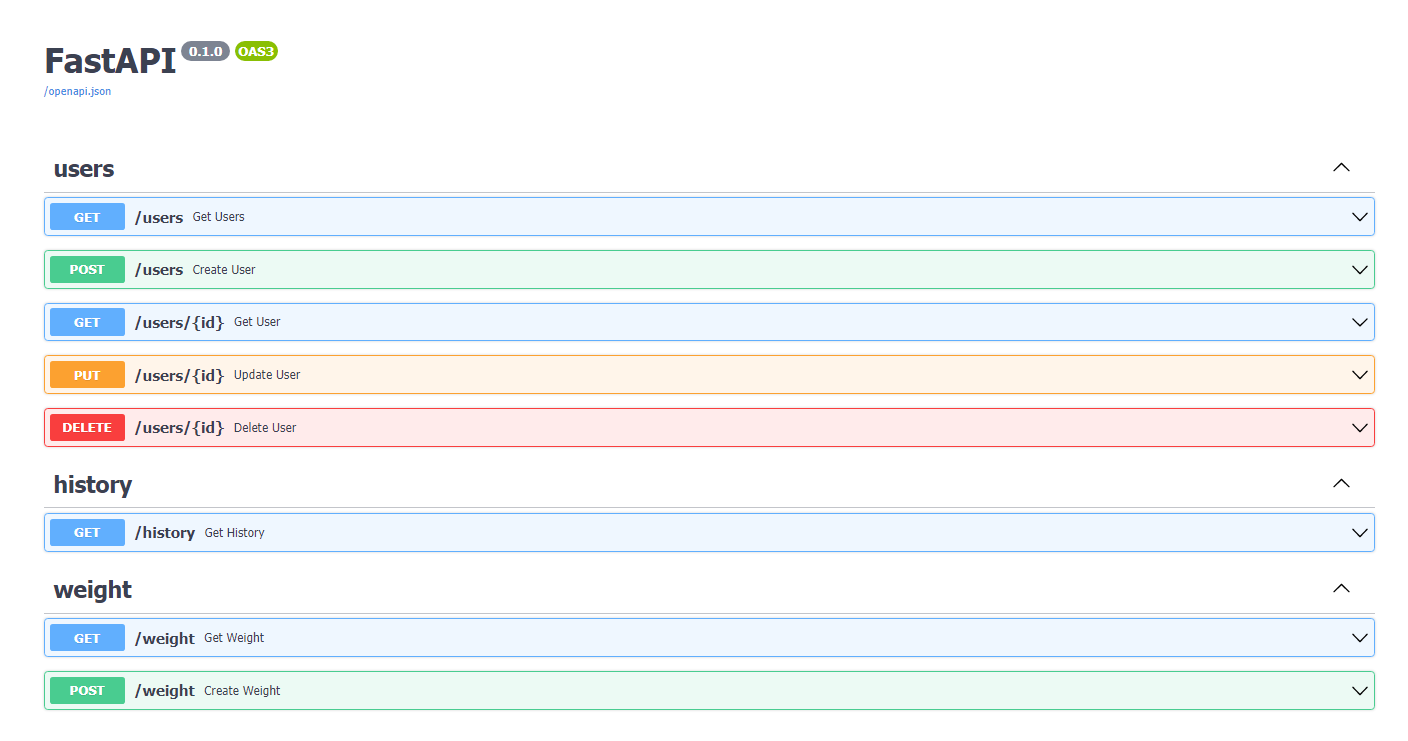 FastAPI 0.1.0 OAS3
/openapi.json
users
GET /users Get Users
POST /users Create User
GET /users/{id} Get User
PUT /users/{id} Update User
DELETE /users/{id} Delete User
history
GET /history Get History
weight
GET /weight Get Weight
POST /weight Create Weight